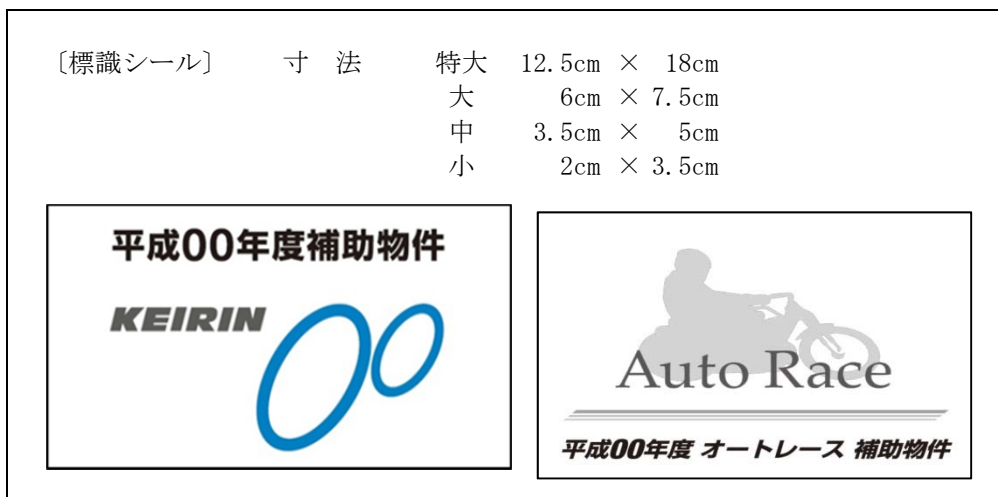 〔標識シール〕 寸 法 特大 12.5cm × 18cm
大 6cm × 7.5cm
中 3.5cm × 5cm
小 2cm × 3.5cm
平成00年度補助物件
KEIRIN
Auto Race
平成00年度 オートレース 補助物件